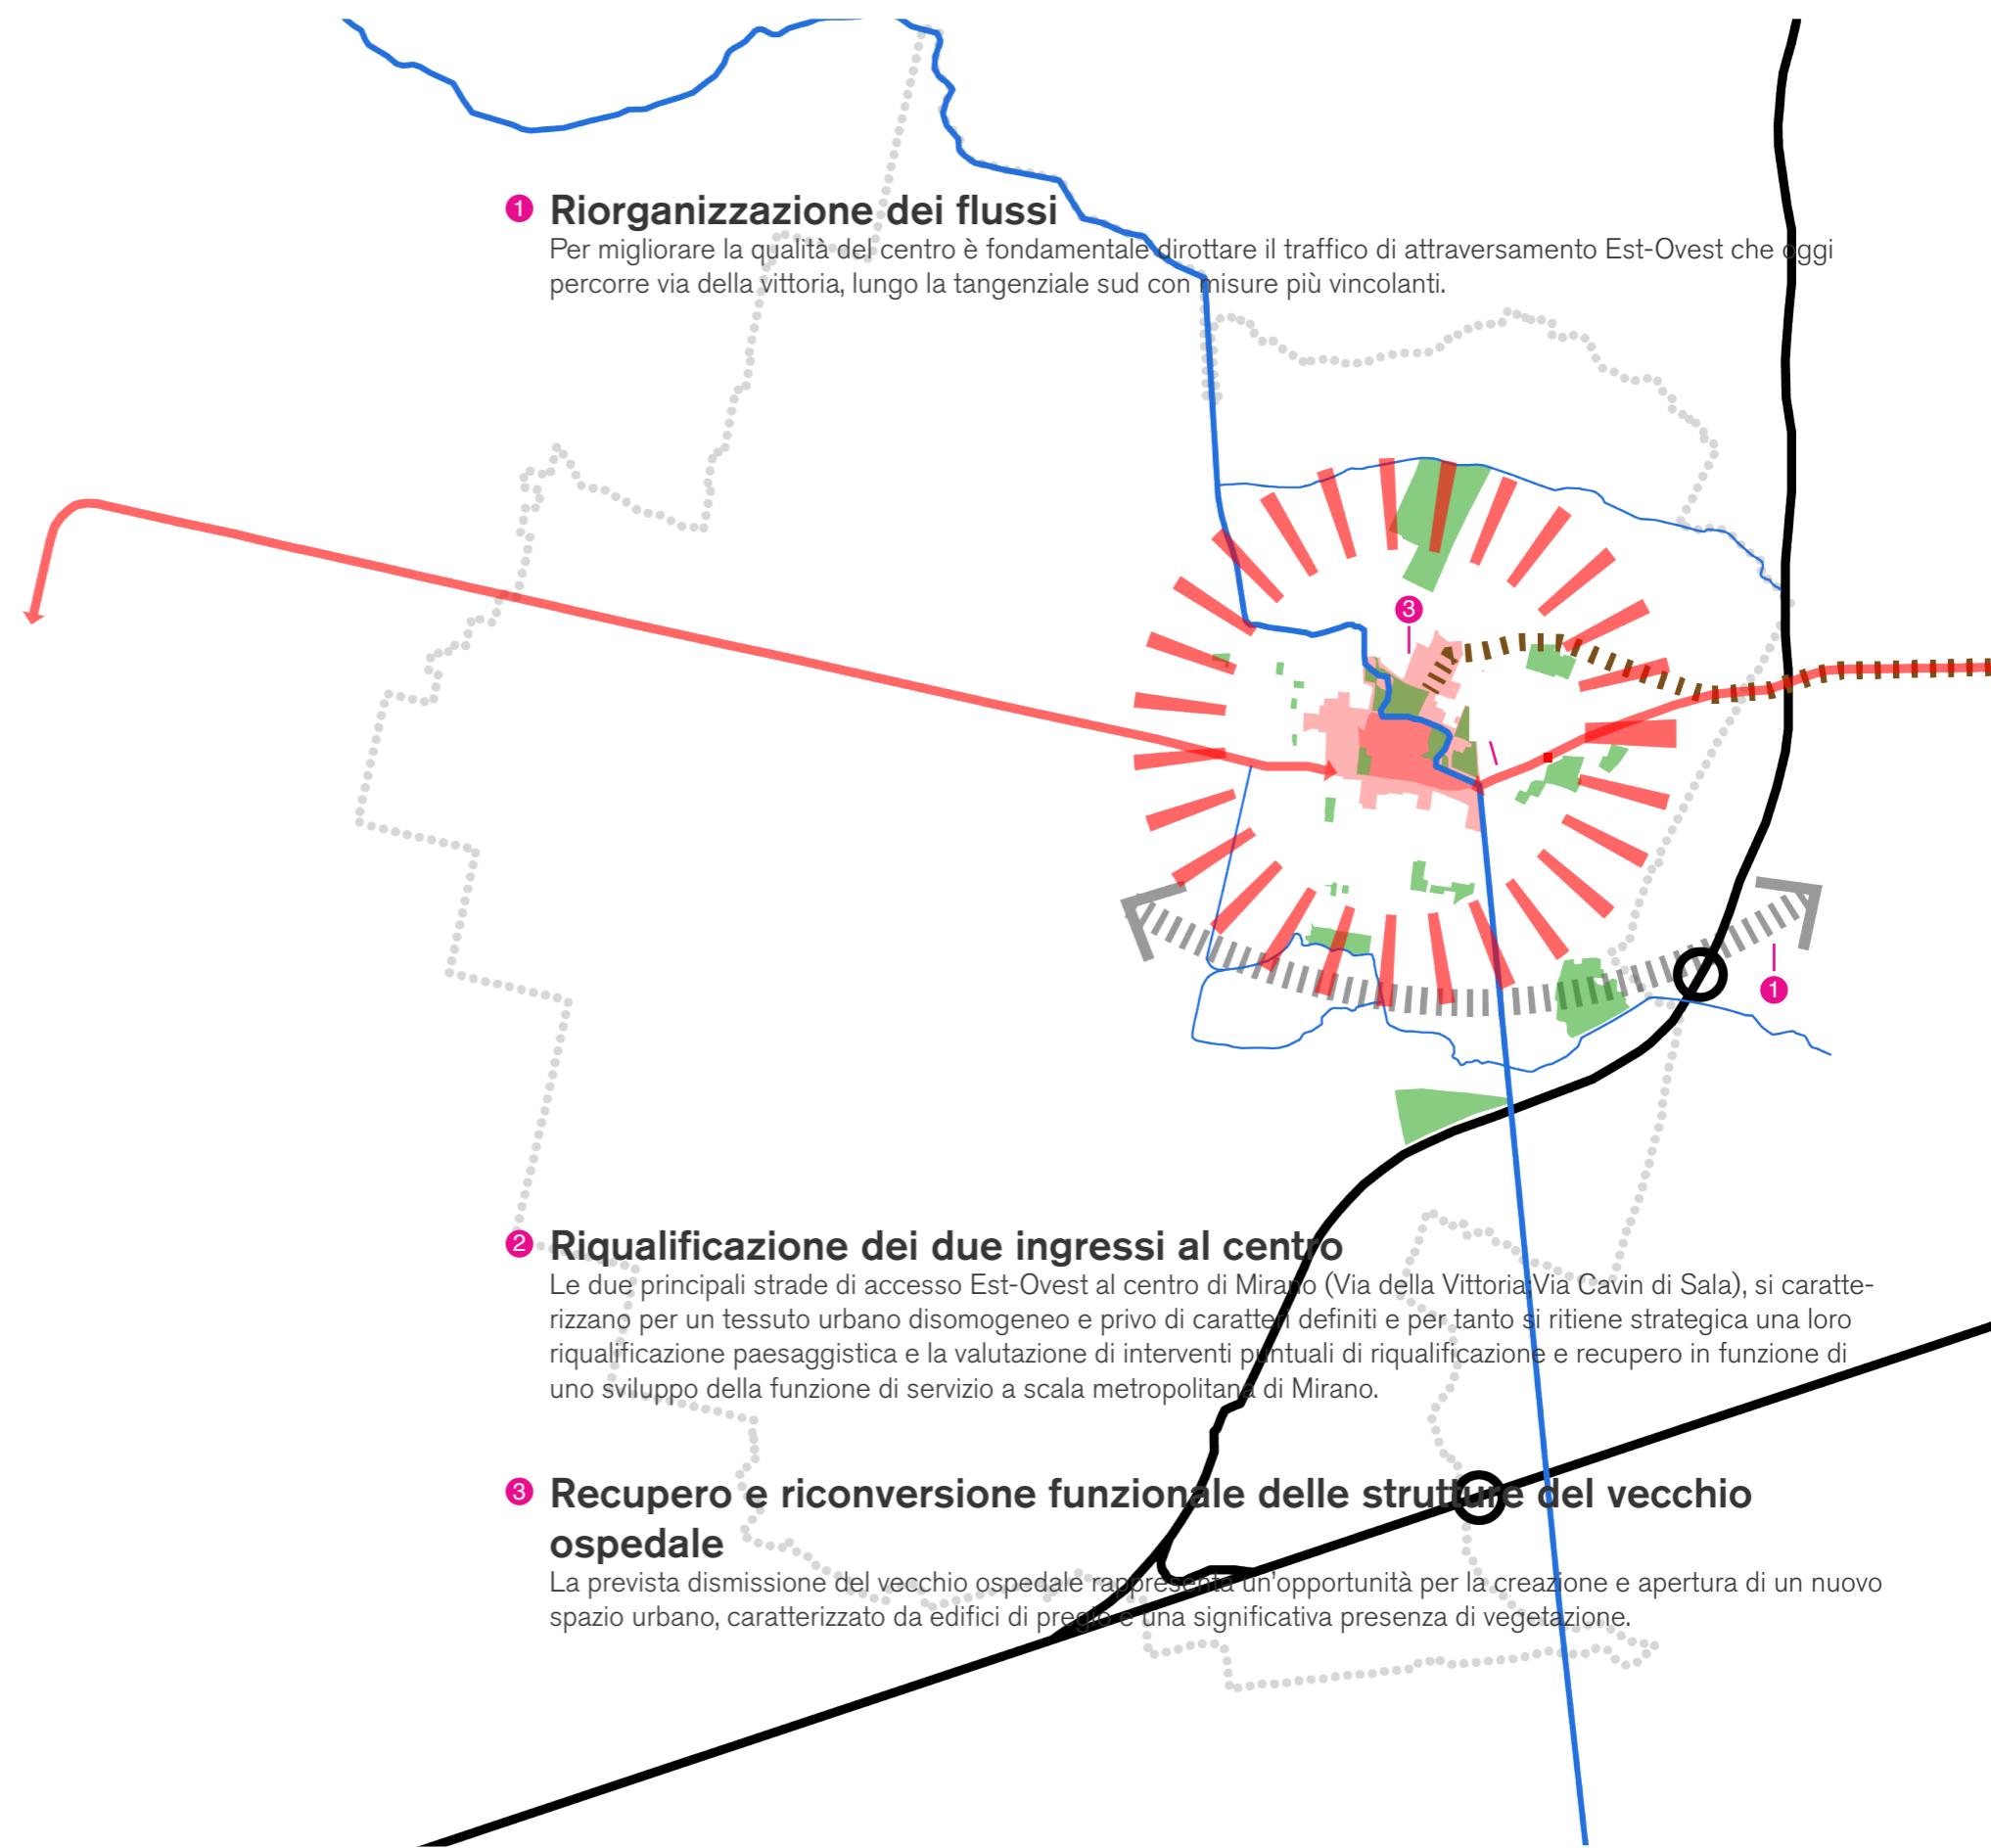 1 Riorganizzazione dei flussi
Per migliorare la qualità del centro è fondamentale dirottare il traffico di attraversamento Est-Ovest che oggi
percorre via della vittoria, lungo la tangenziale sud con misure più vincolanti.
3
1
2 Riqualificazione dei due ingressi al centro
Le due principali strade di accesso Est-Ovest al centro di Mirano (Via della Vittoria;Via Cavin di Sala), si caratte-
rizzano per un tessuto urbano disomogeneo e privo di caratteri definiti e per tanto si ritiene strategica una loro
riqualificazione paesaggistica e la valutazione di interventi puntuali di riqualificazione e recupero in funzione di
uno sviluppo della funzione di servizio a scala metropolitana di Mirano.
3 Recupero e riconversione funzionale delle strutture del vecchio
ospedale
La prevista dismissione del vecchio ospedale rappresenta un'opportunità per la creazione e apertura di un nuovo
spazio urbano, caratterizzato da edifici di pregio e una significativa presenza di vegetazione.